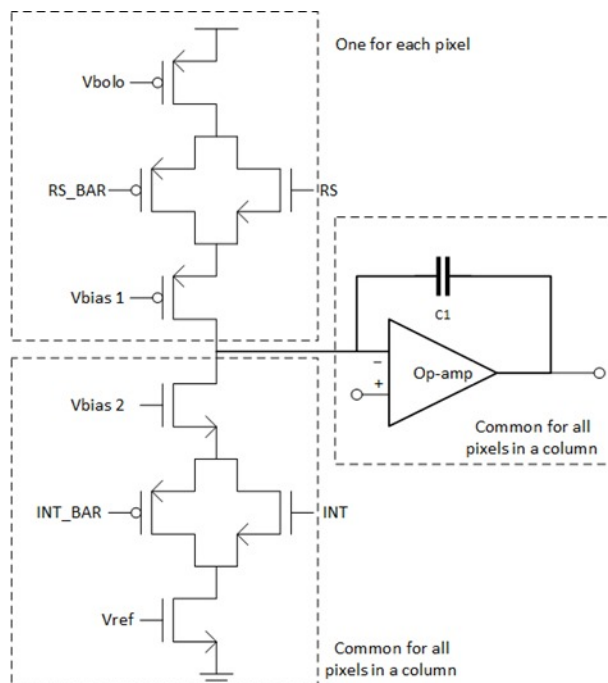 One for each pixel
Vbolo
RS_BAR
RS
Vbias 1
C1
−
Op-amp
+
Vbias 2
Common for all
pixels in a column
INT_BAR
INT
Vref
Common for all
pixels in a column